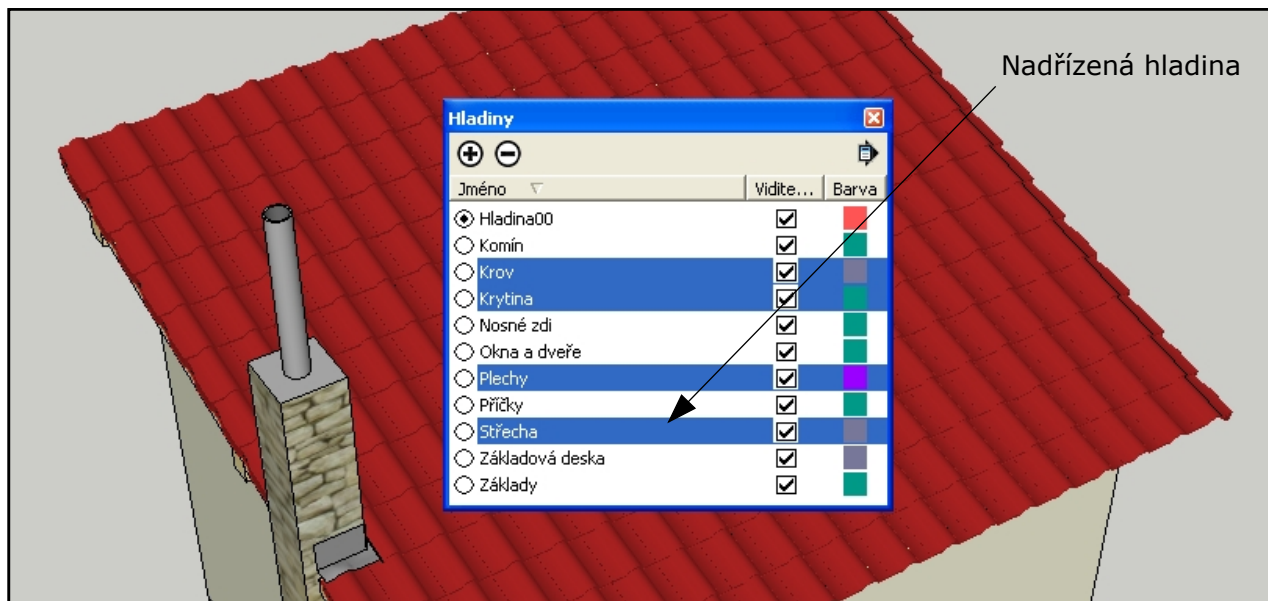 Nadřízená hladina
Hladiny
Jméno Vidite... Barva
Hladina00
Komín
Krov
Krytina
Nosné zdi
Okna a dveře
Plechy
Příčky
Střecha
Základová deska
Základy